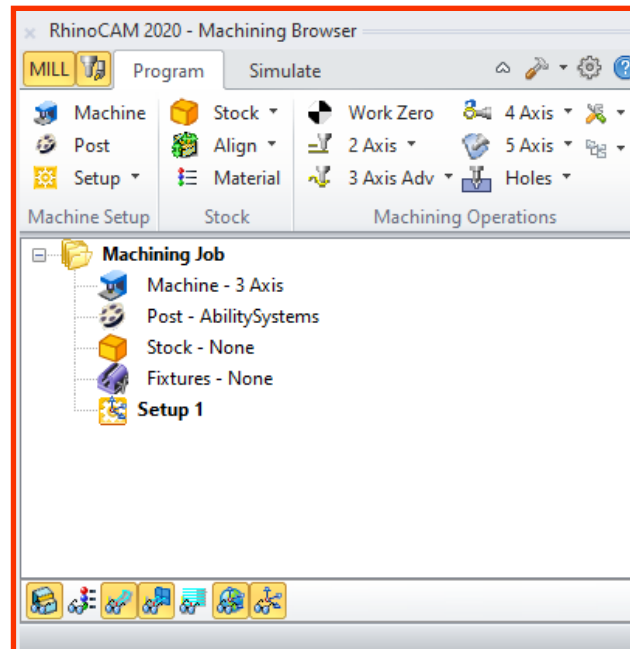 RhinoCAM 2020 - Machining Browser
MILL Program Simulate
Machine Stock Work Zero 4 Axis
Post Align 2 Axis 5 Axis
Setup Material 3 Axis Adv Holes
Machine Setup Stock Machining Operations
Machining Job
Machine - 3 Axis
Post - AbilitySystems
Stock - None
Fixtures - None
Setup 1